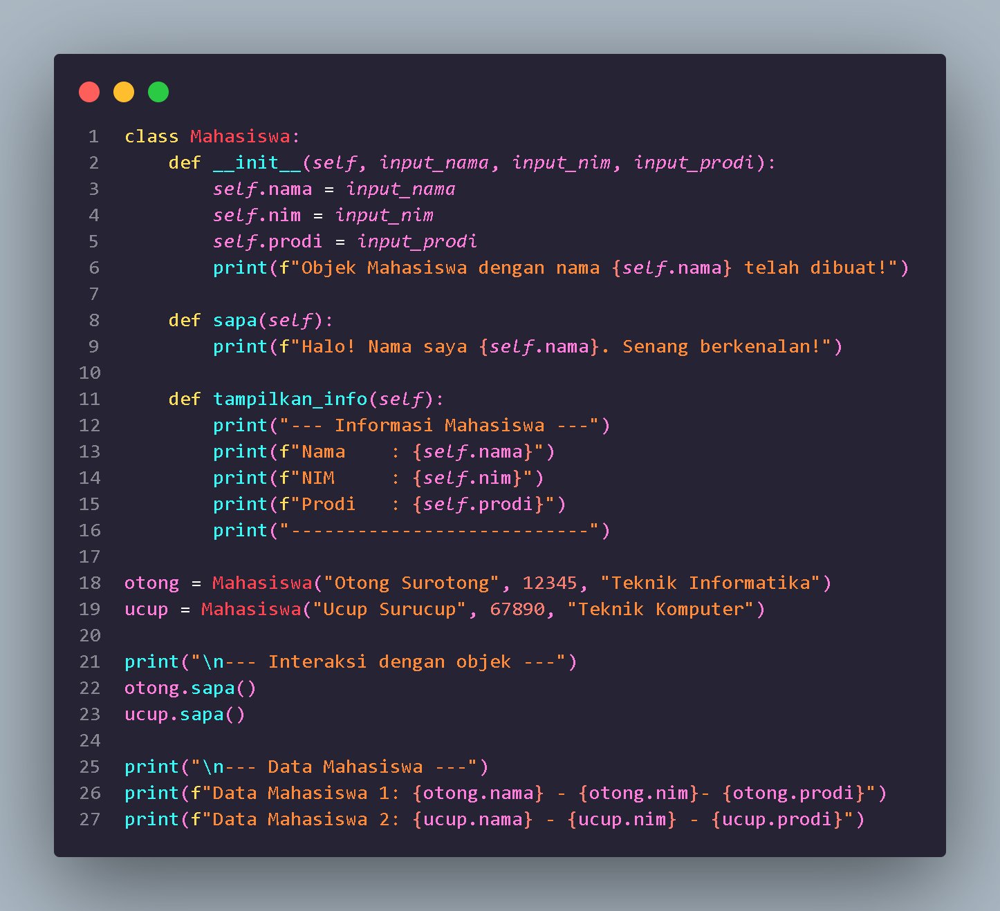 1 class Mahasiswa:
2     def __init__(self, input_nama, input_nim, input_prodi):
3         self.nama = input_nama
4         self.nim = input_nim
5         self.prodi = input_prodi
6         print(f"Objek Mahasiswa dengan nama {self.nama} telah dibuat!")
7
8     def sapa(self):
9         print(f"Halo! Nama saya {self.nama}. Senang berkenalan!")
10
11     def tampilkan_info(self):
12         print("--- Informasi Mahasiswa ---")
13         print(f"Nama    : {self.nama}")
14         print(f"NIM     : {self.nim}")
15         print(f"Prodi   : {self.prodi}")
16         print("---------------------------")
17
18 otong = Mahasiswa("Otong Surotong", 12345, "Teknik Informatika")
19 ucup = Mahasiswa("Ucup Surucup", 67890, "Teknik Komputer")
20
21 print("\n--- Interaksi dengan objek ---")
22 otong.sapa()
23 ucup.sapa()
24
25 print("\n--- Data Mahasiswa ---")
26 print(f"Data Mahasiswa 1: {otong.nama} - {otong.nim}- {otong.prodi}")
27 print(f"Data Mahasiswa 2: {ucup.nama} - {ucup.nim} - {ucup.prodi}")